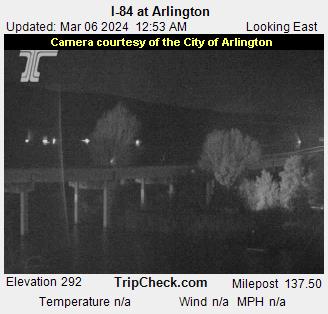 I-84 at Arlington
Updated: Mar 06 2024 12:53 AM Looking East
Camera courtesy of the City of Arlington
Elevation 292 TripCheck.com Milepost 137.50
Temperature n/a Wind n/a MPH n/a